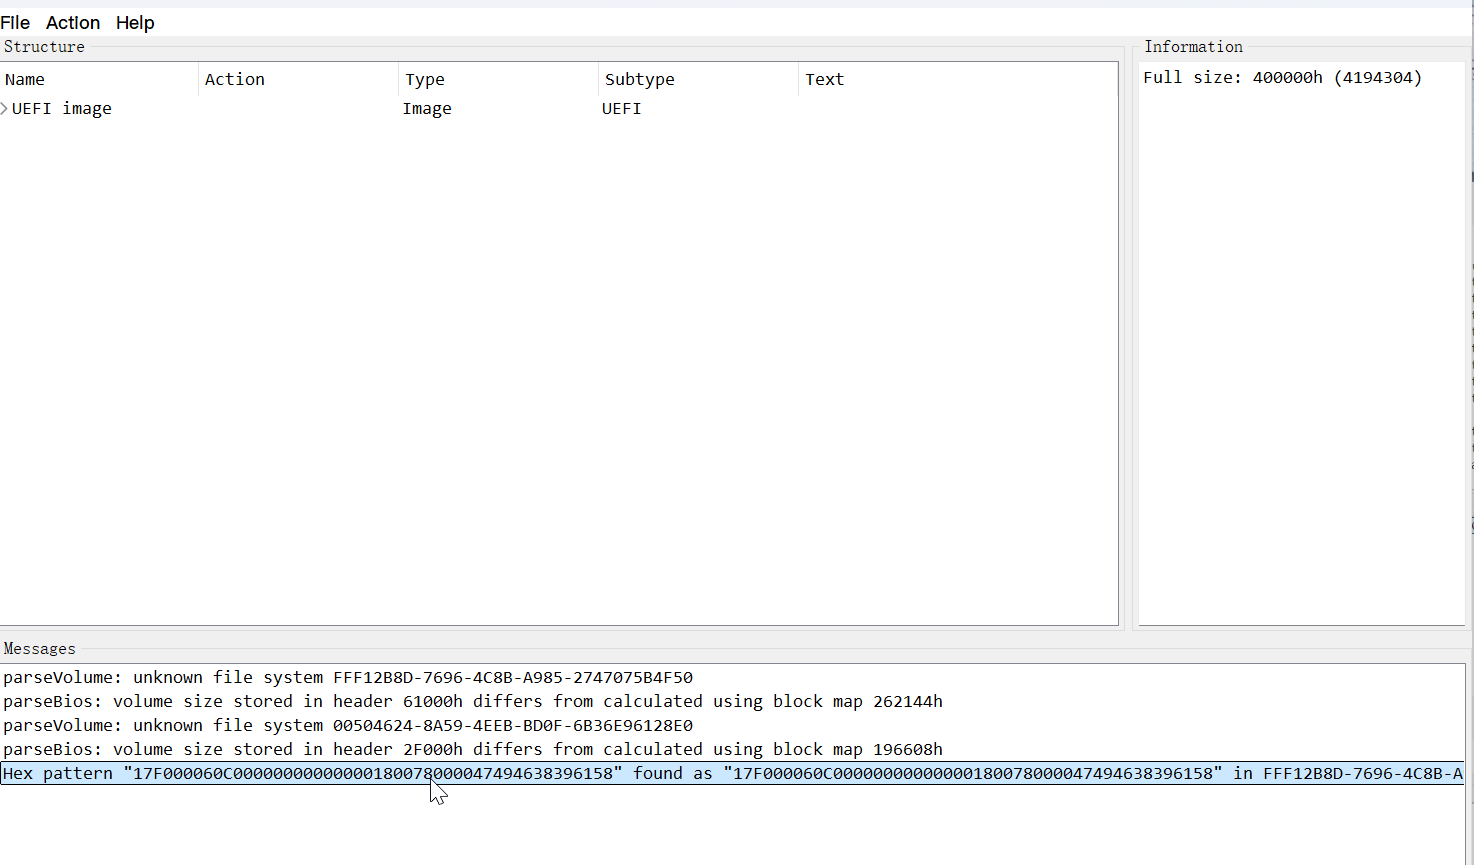 File Action Help
Structure
Information
Name Action Type Subtype Text
Full size: 400000h (4194304)
UEFI image Image UEFI
Messages
parseVolume: unknown file system FFF12B8D-7696-4C8B-A985-2747075B4F50
parseBios: volume size stored in header 61000h differs from calculated using block map 262144h
parseVolume: unknown file system 00504624-8A59-4EEB-BD0F-6B36E96128E0
parseBios: volume size stored in header 2F000h differs from calculated using block map 196608h
Hex pattern "17F000060C0000000000000180078000047494638396158" found as "17F000060C0000000000000180078000047494638396158" in FFF12B8D-7696-4C8B-A